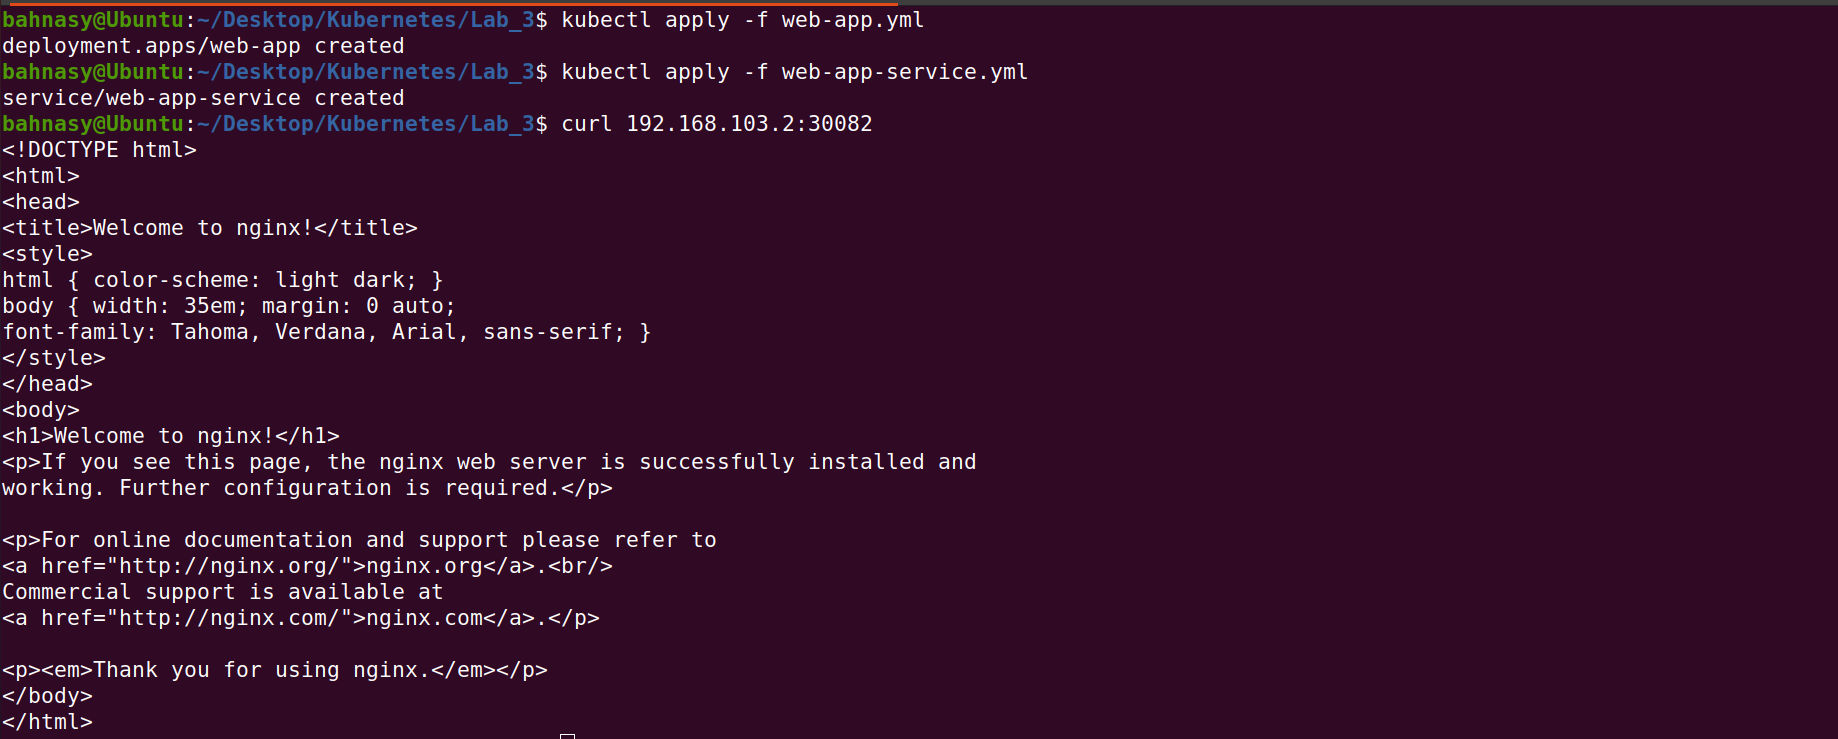 bahnasy@Ubuntu:~/Desktop/Kubernetes/Lab_3$ kubectl apply -f web-app.yml
deployment.apps/web-app created
bahnasy@Ubuntu:~/Desktop/Kubernetes/Lab_3$ kubectl apply -f web-app-service.yml
service/web-app-service created
bahnasy@Ubuntu:~/Desktop/Kubernetes/Lab_3$ curl 192.168.103.2:30082
<!DOCTYPE html>
<html>
<head>
<title>Welcome to nginx!</title>
<style>
html { color-scheme: light dark; }
body { width: 35em; margin: 0 auto;
font-family: Tahoma, Verdana, Arial, sans-serif; }
</style>
</head>
<body>
<h1>Welcome to nginx!</h1>
<p>If you see this page, the nginx web server is successfully installed and
working. Further configuration is required.</p>

<p>For online documentation and support please refer to
<a href="http://nginx.org/">nginx.org</a>.<br/>
Commercial support is available at
<a href="http://nginx.com/">nginx.com</a>.</p>

<p><em>Thank you for using nginx.</em></p>
</body>
</html>